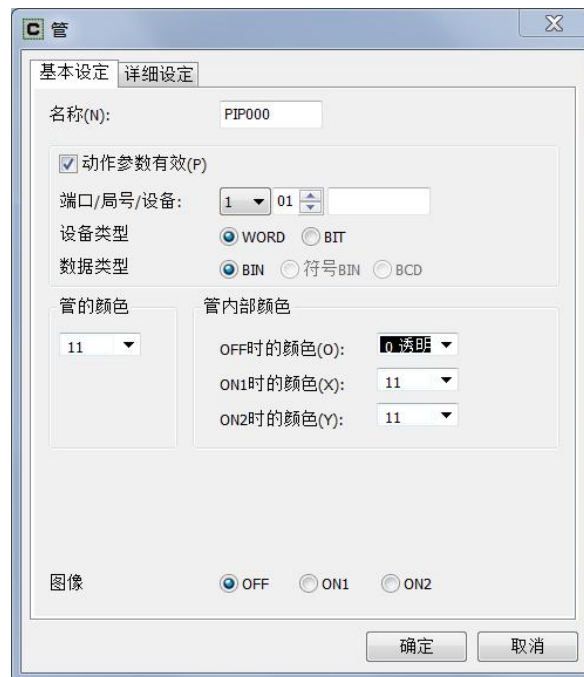 C 管
基本设定 详细设定
名称(N): PIP000
动作参数有效(P)
端口/局号/设备: 1 01
设备类型 WORD BIT
数据类型 BIN 符号BIN BCD
管的颜色 管内部颜色
11 OFF时的颜色(O): 0 透明
ON1时的颜色(X): 11
ON2时的颜色(Y): 11
图像 OFF ON1 ON2
确定 取消